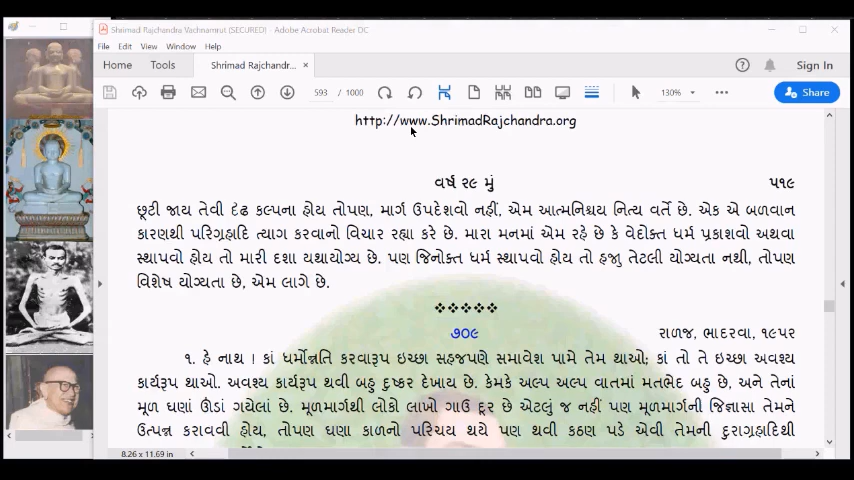 Shrimad Rajchandra Vachnamrut (SECURED) - Adobe Acrobat Reader DC
File Edit View Window Help
Home Tools Shrimad Rajchandr... × Sign In
593 / 1000 130% Share
http://www.ShrimadRajchandra.org
વર્ષ ૨૯ મું ૫૧૯
છૂટી જાય તેવી દૃઢ કલ્પના હોય તોપણ, માર્ગ ઉપદેશવો નહીં, એમ આત્મનિશ્ચય નિત્ય વર્તે છે. એક એ બળવાન
કારણથી પરિગ્રહાદિ ત્યાગ કરવાનો વિચાર રહ્યા કરે છે. મારા મનમાં એમ રહે છે કે વેદોક્ત ધર્મ પ્રકાશવો અથવા
સ્થાપવો હોય તો મારી દશા યથાયોગ્ય છે. પણ જિનોક્ત ધર્મ સ્થાપવો હોય તો હજુ તેટલી યોગ્યતા નથી, તોપણ
વિશેષ યોગ્યતા છે, એમ લાગે છે.
૭૦૯ રાળજ, ભાદરવા, ૧૯૫૨
૧. હે નાથ ! કાં ધર્મોન્નતિ કરવારૂપ ઇચ્છા સહજપણે સમાવેશ પામે તેમ થાઓ; કાં તો તે ઇચ્છા અવશ્ય
કાર્યરૂપ થાઓ. અવશ્ય કાર્યરૂપ થવી બહુ દુષ્કર દેખાય છે. કેમકે અલ્પ અલ્પ વાતમાં મતભેદ બહુ છે, અને તેનાં
મૂળ ઘણાં ઊંડાં ગયેલાં છે. મૂળમાર્ગથી લોકો લાખો ગાઉ દૂર છે એટલું જ નહીં પણ મૂળમાર્ગની જિજ્ઞાસા તેમને
ઉત્પન્ન કરાવવી હોય, તોપણ ઘણા કાળનો પરિચય થયે પણ થવી કઠણ પડે એવી તેમની દુરાગ્રહાદિથી
8.26 x 11.69 in